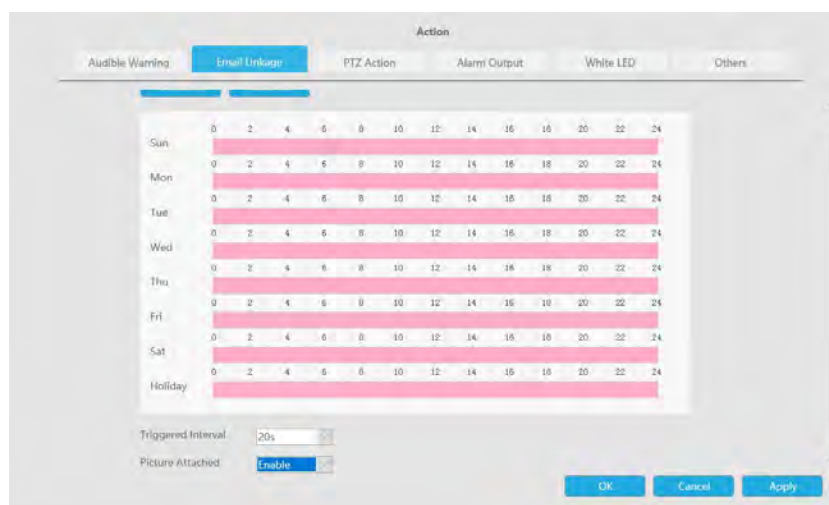 Action
Audible Warning Email Linkage PTZ Action Alarm Output White LED Others
0 2 4 6 8 10 12 14 16 18 20 22 24
Sun
0 2 4 6 8 10 12 14 16 18 20 22 24
Mon
0 2 4 6 8 10 12 14 16 18 20 22 24
Tue
0 2 4 6 8 10 12 14 16 18 20 22 24
Wed
0 2 4 6 8 10 12 14 16 18 20 22 24
Thu
0 2 4 6 8 10 12 14 16 18 20 22 24
Fri
0 2 4 6 8 10 12 14 16 18 20 22 24
Sat
0 2 4 6 8 10 12 14 16 18 20 22 24
Holiday
Triggered Interval 20s
Picture Attached Enable
OK Cancel Apply